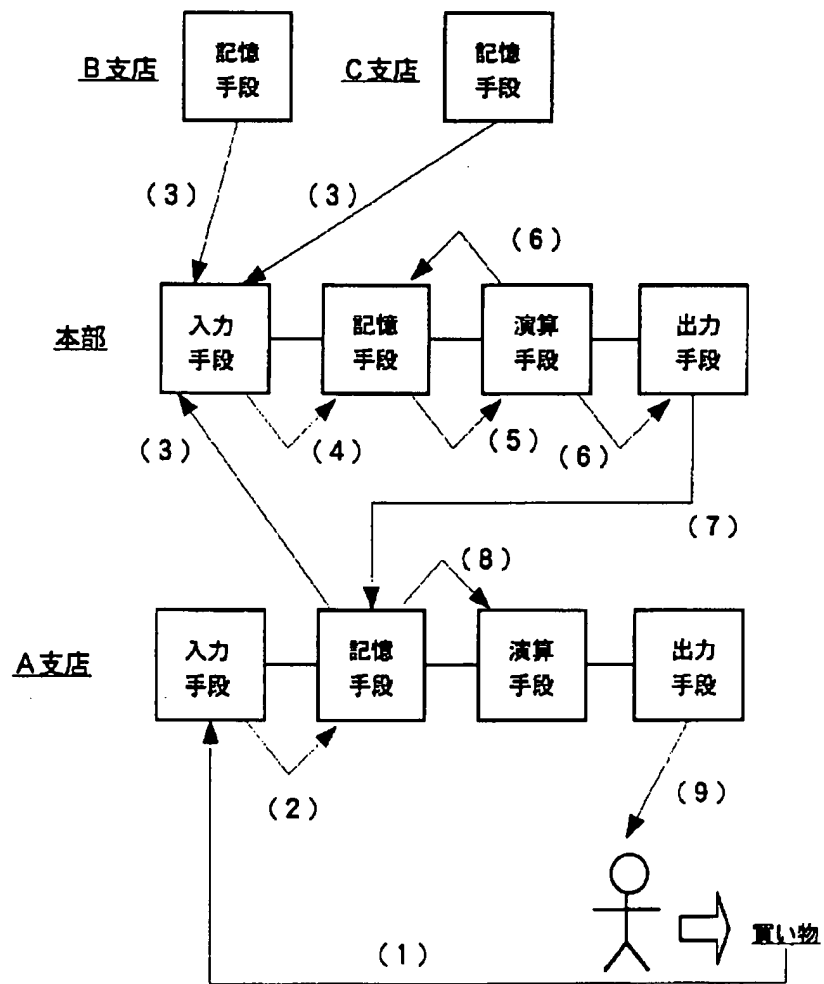 B支店
記憶
手段
C支店
記憶
手段
(3)
(3)
(6)
本部
入力
手段
記憶
手段
演算
手段
出力
手段
(3)
(4)
(5)
(6)
(7)
(8)
A支店
入力
手段
記憶
手段
演算
手段
出力
手段
(2)
(9)
買い物
(1)